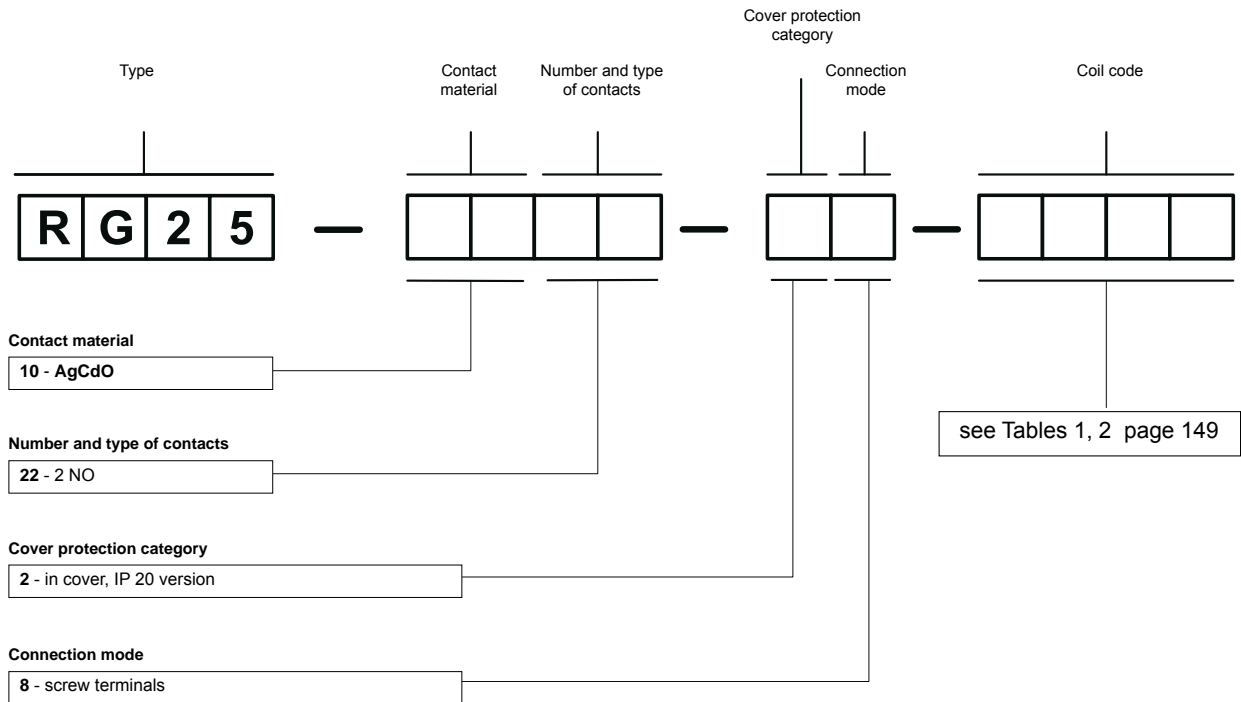 Cover protection
category
Type
Contact
material
Number and type
of contacts
Connection
mode
Coil code
RG25 — — —
Contact material
10 - AgCdO
see Tables 1, 2 page 149
Number and type of contacts
22 - 2 NO
Cover protection category
2 - in cover, IP 20 version
Connection mode
8 - screw terminals